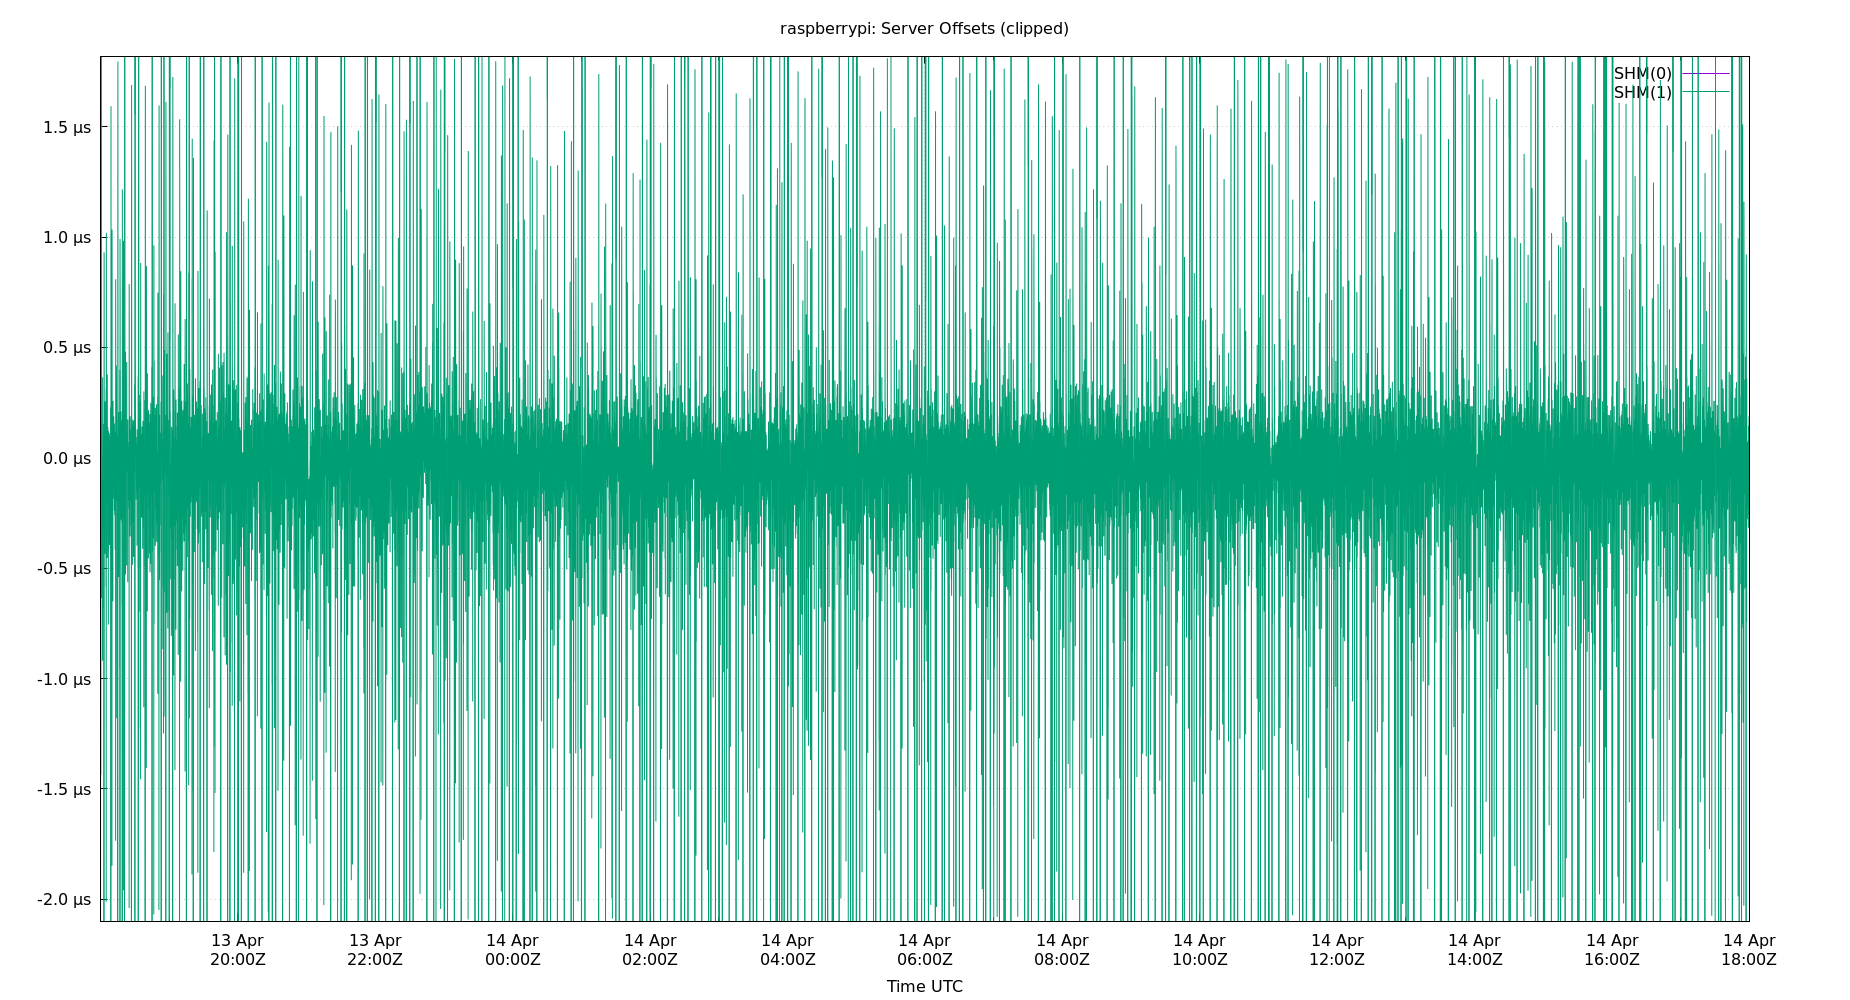 raspberrypi: Server Offsets (clipped)
SHM(0)
SHM(1)
1.5 µs
1.0 µs
0.5 µs
0.0 µs
-0.5 µs
-1.0 µs
-1.5 µs
-2.0 µs
13 Apr 13 Apr 14 Apr 14 Apr 14 Apr 14 Apr 14 Apr 14 Apr 14 Apr 14 Apr 14 Apr 14 Apr
20:00Z 22:00Z 00:00Z 02:00Z 04:00Z 06:00Z 08:00Z 10:00Z 12:00Z 14:00Z 16:00Z 18:00Z
Time UTC